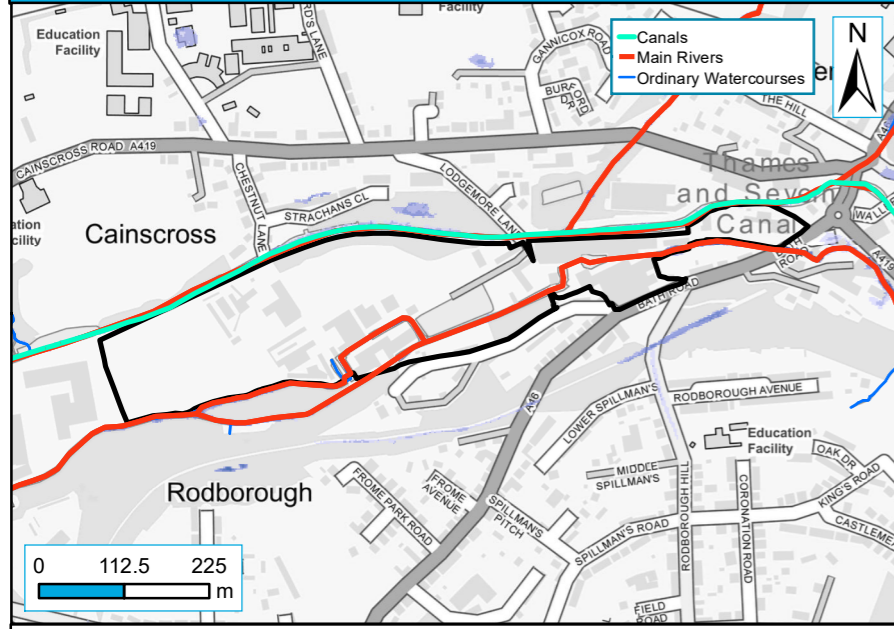 Education
Facility
Facility
GANNICOX ROAD
BURFORD
DR
Canals
Main Rivers
Ordinary Watercourses
N
THE HILL
CAINSCROSS ROAD A419
CHESTNUT LANE
STRACHANS CL
LODGEMORE LANE
Thames
and Severn
Canal
Cainscross
A419
BATH ROAD
A46
LOWER SPILLMAN'S
RODBOROUGH AVENUE
Education
Facility
OAK DR
KING'S ROAD
MIDDLE
SPILLMAN'S
Rodborough
FROME PARK ROAD
FROME
AVENUE
SPILLMAN'S
PITCH
SPILLMAN'S ROAD
RODBOROUGH HILL
CORONATION ROAD
FIELD
ROAD
0 112.5 225
m